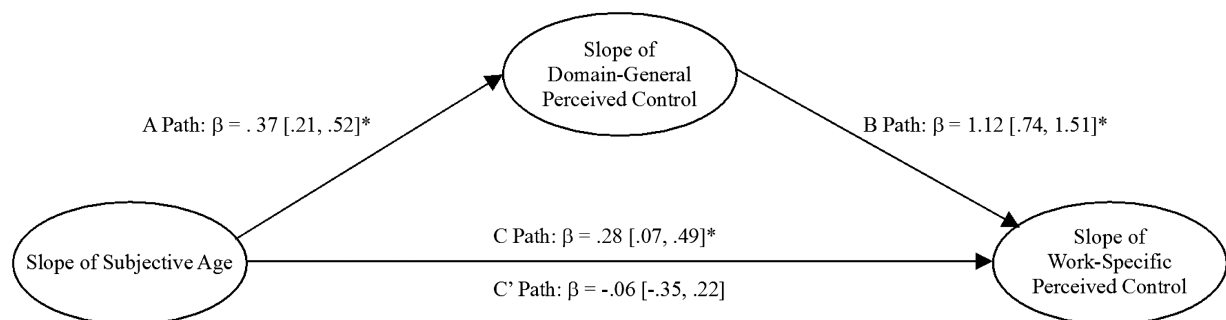 Slope of
Domain-General
Perceived Control
A Path: β = . 37 [.21, .52]*
B Path: β = 1.12 [.74, 1.51]*
Slope of Subjective Age
C Path: β = .28 [.07, .49]*
C’ Path: β = -.06 [-.35, .22]
Slope of
Work-Specific
Perceived Control